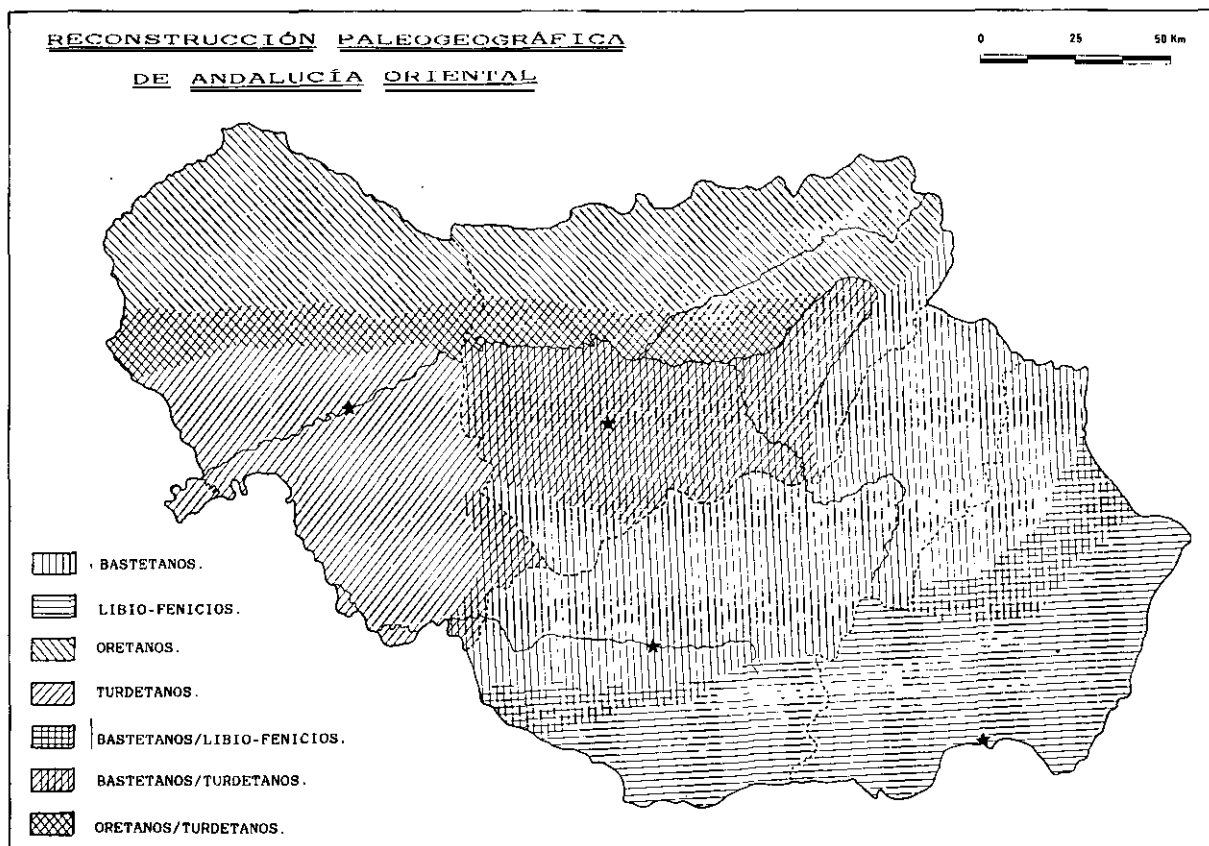 RECONSTRUCCIÓN PALEOGEOGRÁFICA
DE ANDALUCÍA ORIENTAL
0 25 50 Km
BASTETANOS.
LIBIO-FENICIOS.
ORETANOS.
TURDETANOS.
BASTETANOS/LIBIO-FENICIOS.
BASTETANOS/TURDETANOS.
ORETANOS/TURDETANOS.